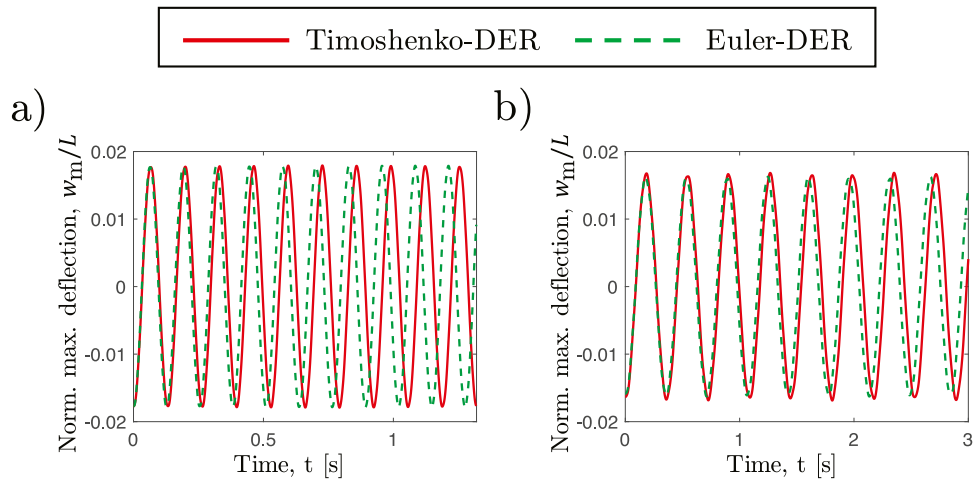 Timoshenko-DER Euler-DER
a)
Norm. max. deflection, wm/L
0.02
0.01
0
-0.01
-0.02
0 0.5 1
Time, t [s]
b)
Norm. max. deflection, wm/L
0.02
0.01
0
-0.01
-0.02
0 1 2 3
Time, t [s]